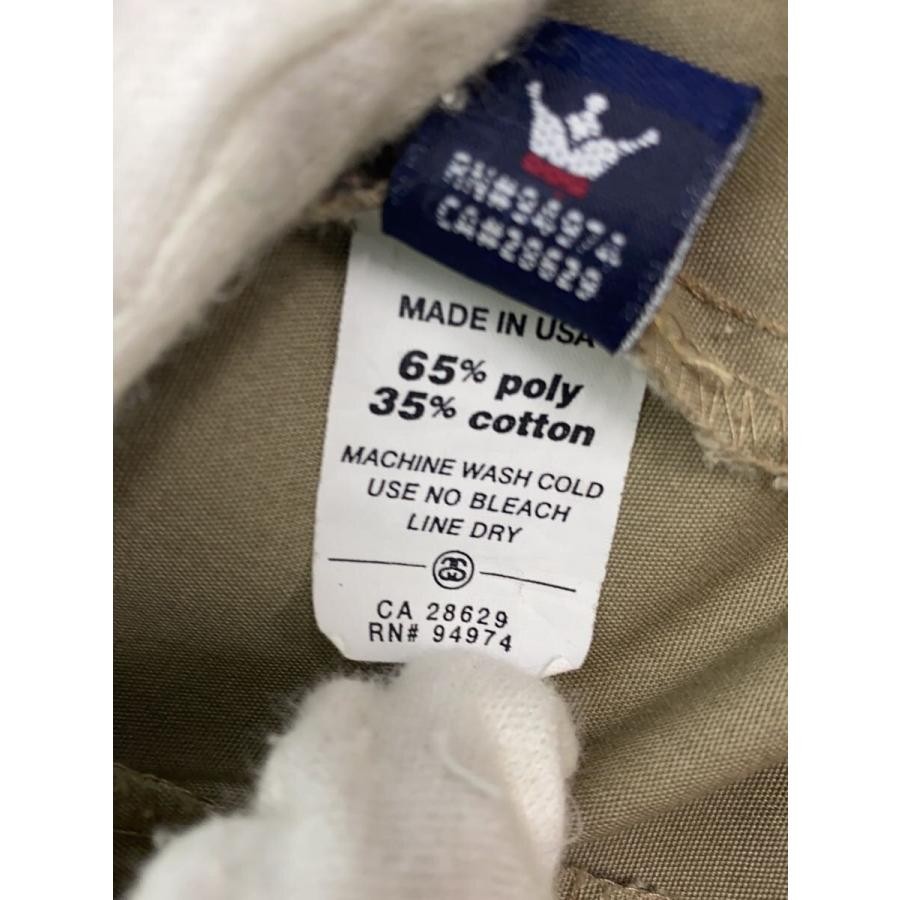 RN#94974
CA#28629
MADE IN USA
65% poly
35% cotton
MACHINE WASH COLD
USE NO BLEACH
LINE DRY
CA 28629
RN# 94974